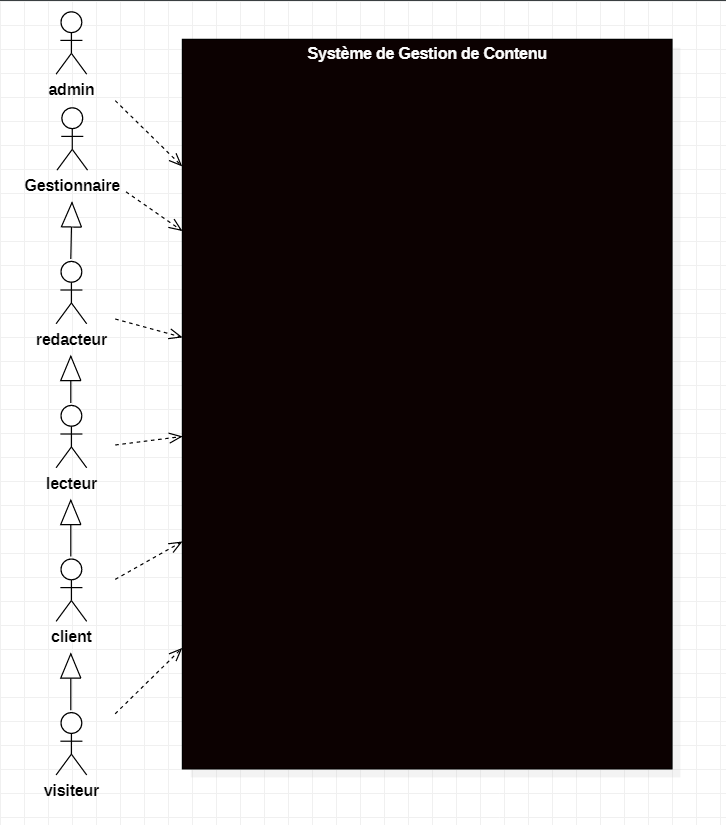 Système de Gestion de Contenu
admin
Gestionnaire
redacteur
lecteur
client
visiteur